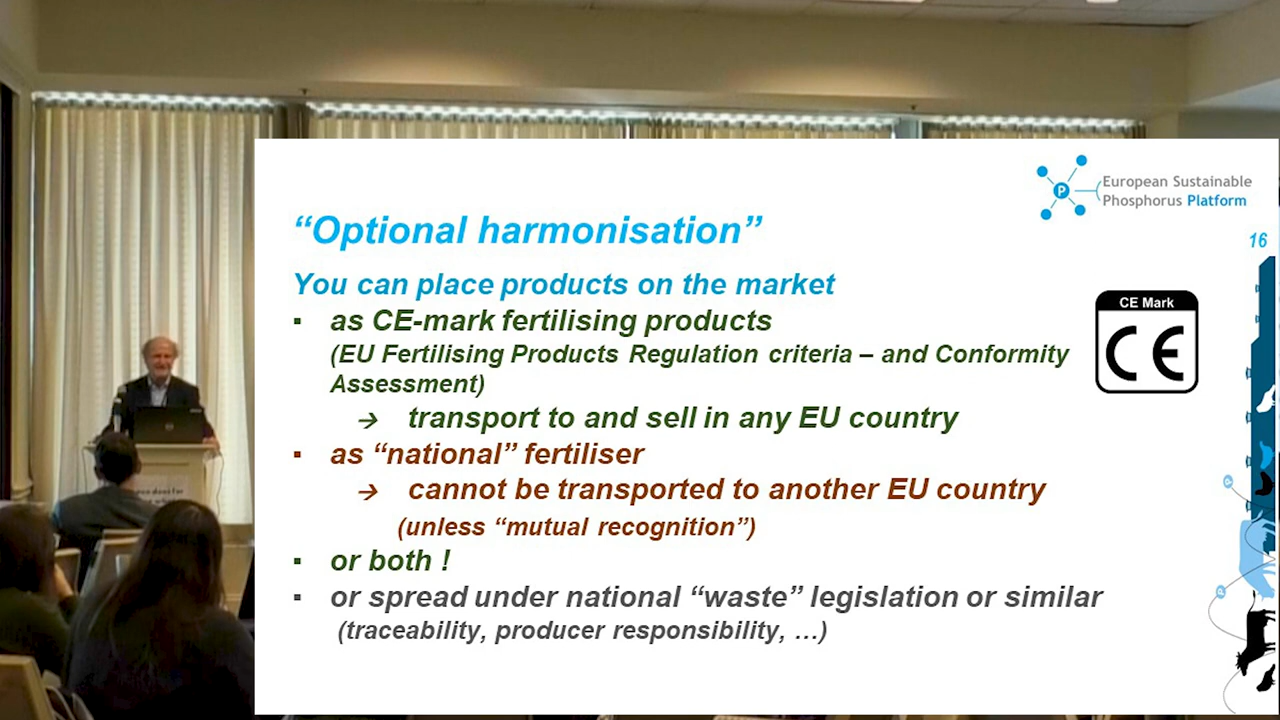 European Sustainable
Phosphorus Platform
P
“Optional harmonisation”
16
You can place products on the market
▪ as CE-mark fertilising products
(EU Fertilising Products Regulation criteria – and Conformity
Assessment)
→ transport to and sell in any EU country
CE Mark
CE
▪ as “national” fertiliser
→ cannot be transported to another EU country
(unless “mutual recognition”)
▪ or both !
▪ or spread under national “waste” legislation or similar
(traceability, producer responsibility, …)
P
P